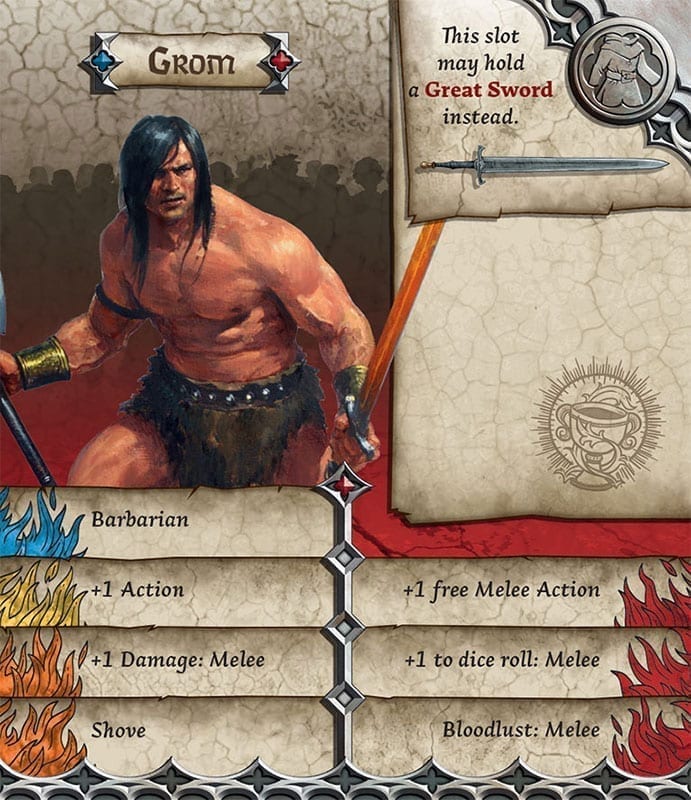 Grom
This slot
may hold
a Great Sword
instead.
Barbarian
+1 Action
+1 free Melee Action
+1 Damage: Melee
+1 to dice roll: Melee
Shove
Bloodlust: Melee